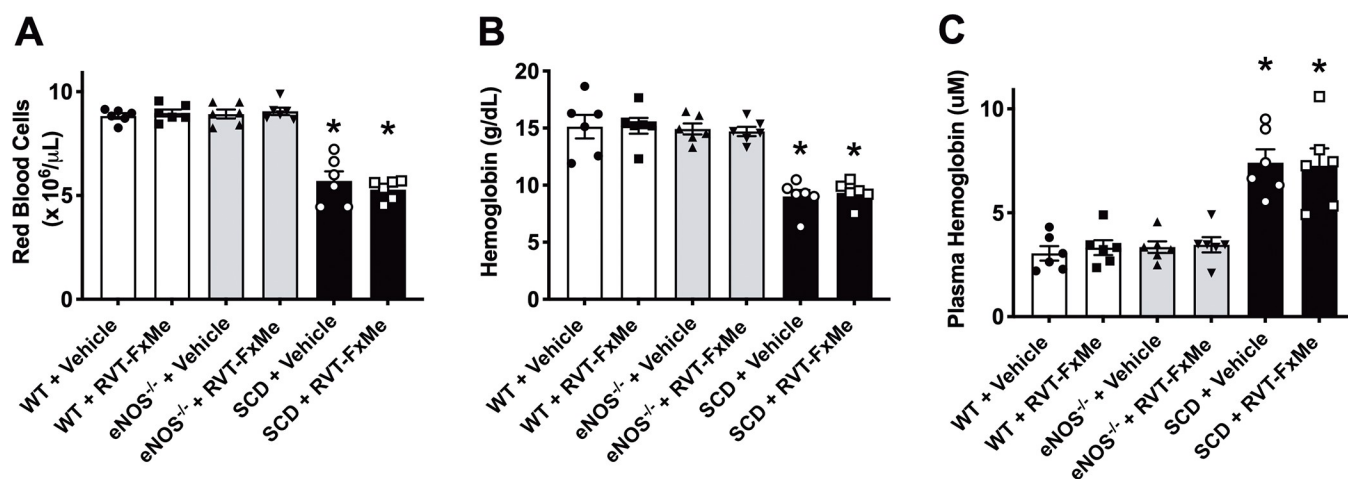 A
Red Blood Cells
(x 10⁶/μL)
10
5
0
WT + Vehicle
WT + RVT-FxMe
eNOS⁻/⁻ + Vehicle
eNOS⁻/⁻ + RVT-FxMe
SCD + Vehicle
SCD + RVT-FxMe
*
*
B
Hemoglobin (g/dL)
20
15
10
5
0
WT + Vehicle
WT + RVT-FxMe
eNOS⁻/⁻ + Vehicle
eNOS⁻/⁻ + RVT-FxMe
SCD + Vehicle
SCD + RVT-FxMe
*
*
C
Plasma Hemoglobin (uM)
10
5
0
WT + Vehicle
WT + RVT-FxMe
eNOS⁻/⁻ + Vehicle
eNOS⁻/⁻ + RVT-FxMe
SCD + Vehicle
SCD + RVT-FxMe
*
*